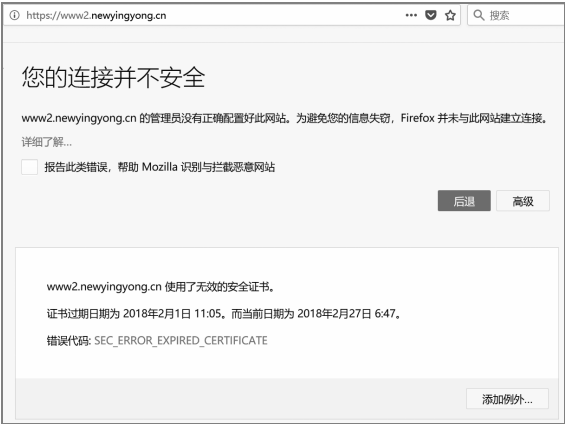 https://www2.newyingyong.cn
搜索
您的连接并不安全
www2.newyingyong.cn 的管理员没有正确配置好此网站。为避免您的信息失窃，Firefox 并未与此网站建立连接。
详细了解...
报告此类错误，帮助 Mozilla 识别与拦截恶意网站
后退 高级
www2.newyingyong.cn 使用了无效的安全证书。
证书过期日期为 2018年2月1日 11:05。而当前日期为 2018年2月27日 6:47。
错误代码: SEC_ERROR_EXPIRED_CERTIFICATE
添加例外...